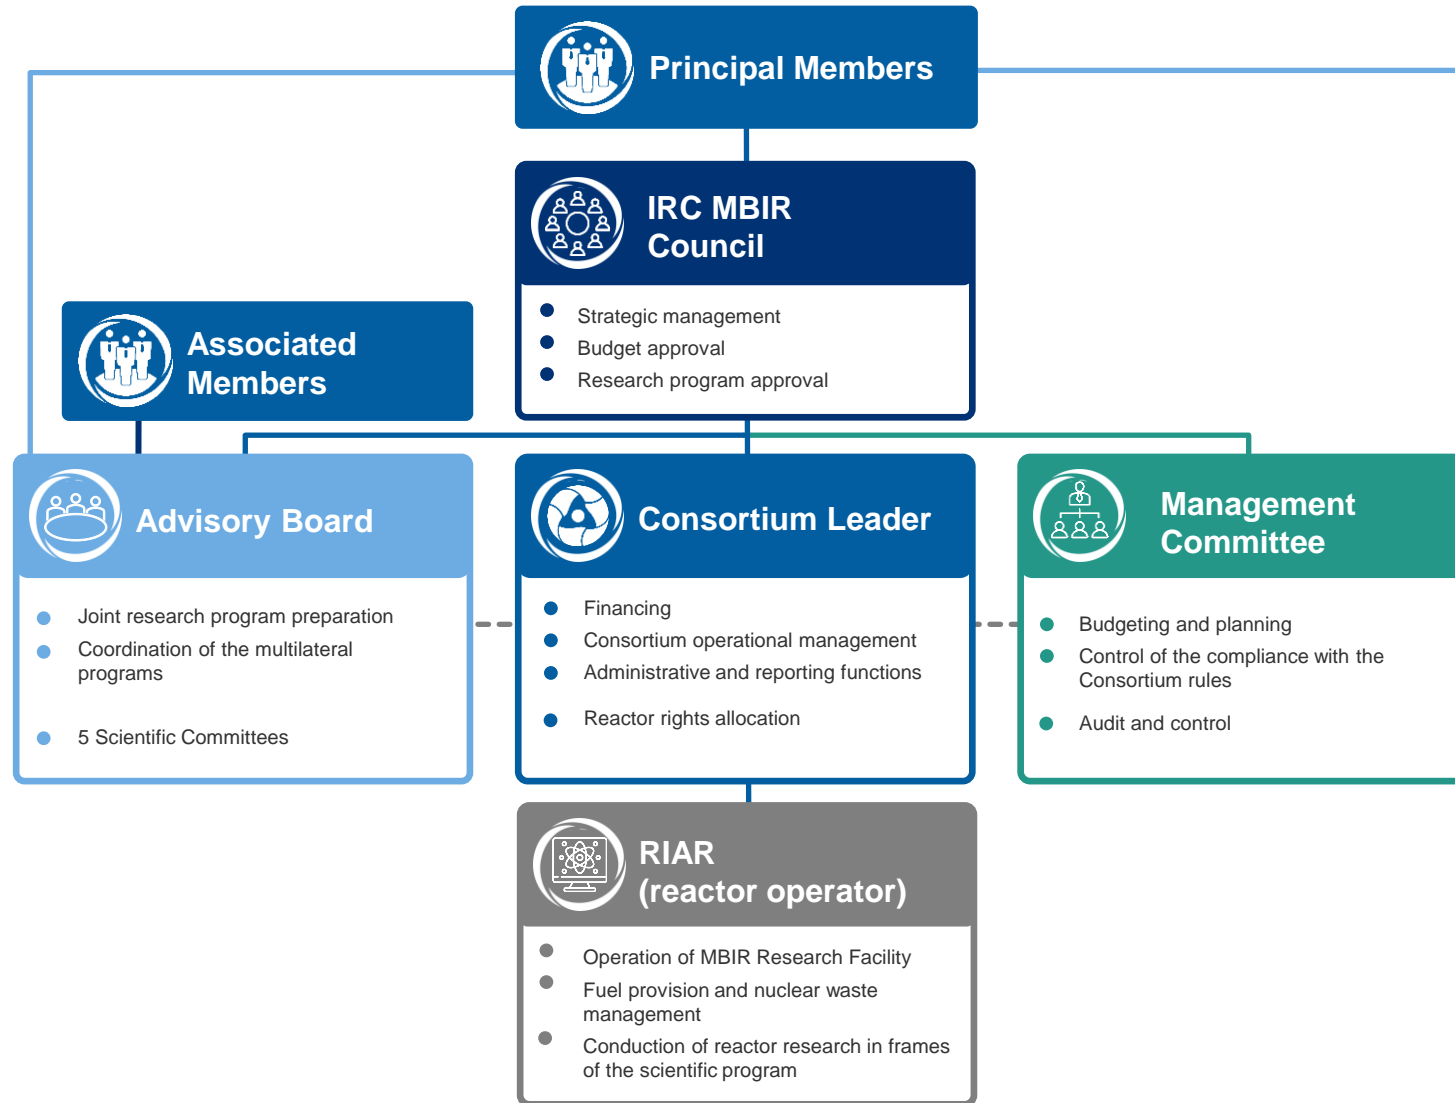 Principal Members
IRC MBIR
Council
Strategic management
Budget approval
Research program approval
Associated
Members
Advisory Board
Joint research program preparation
Coordination of the multilateral
programs
5 Scientific Committees
Consortium Leader
Financing
Consortium operational management
Administrative and reporting functions
Reactor rights allocation
Management
Committee
Budgeting and planning
Control of the compliance with the
Consortium rules
Audit and control
RIAR
(reactor operator)
Operation of MBIR Research Facility
Fuel provision and nuclear waste
management
Conduction of reactor research in frames
of the scientific program